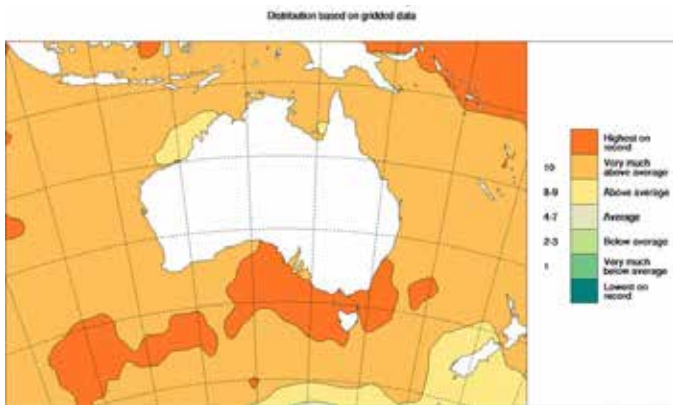 Distribution based on gridded data
Highest on
record
10
Very much
above average
8-9
Above average
4-7
Average
2-3
Below average
1
Very much
below average
Lowest on
record